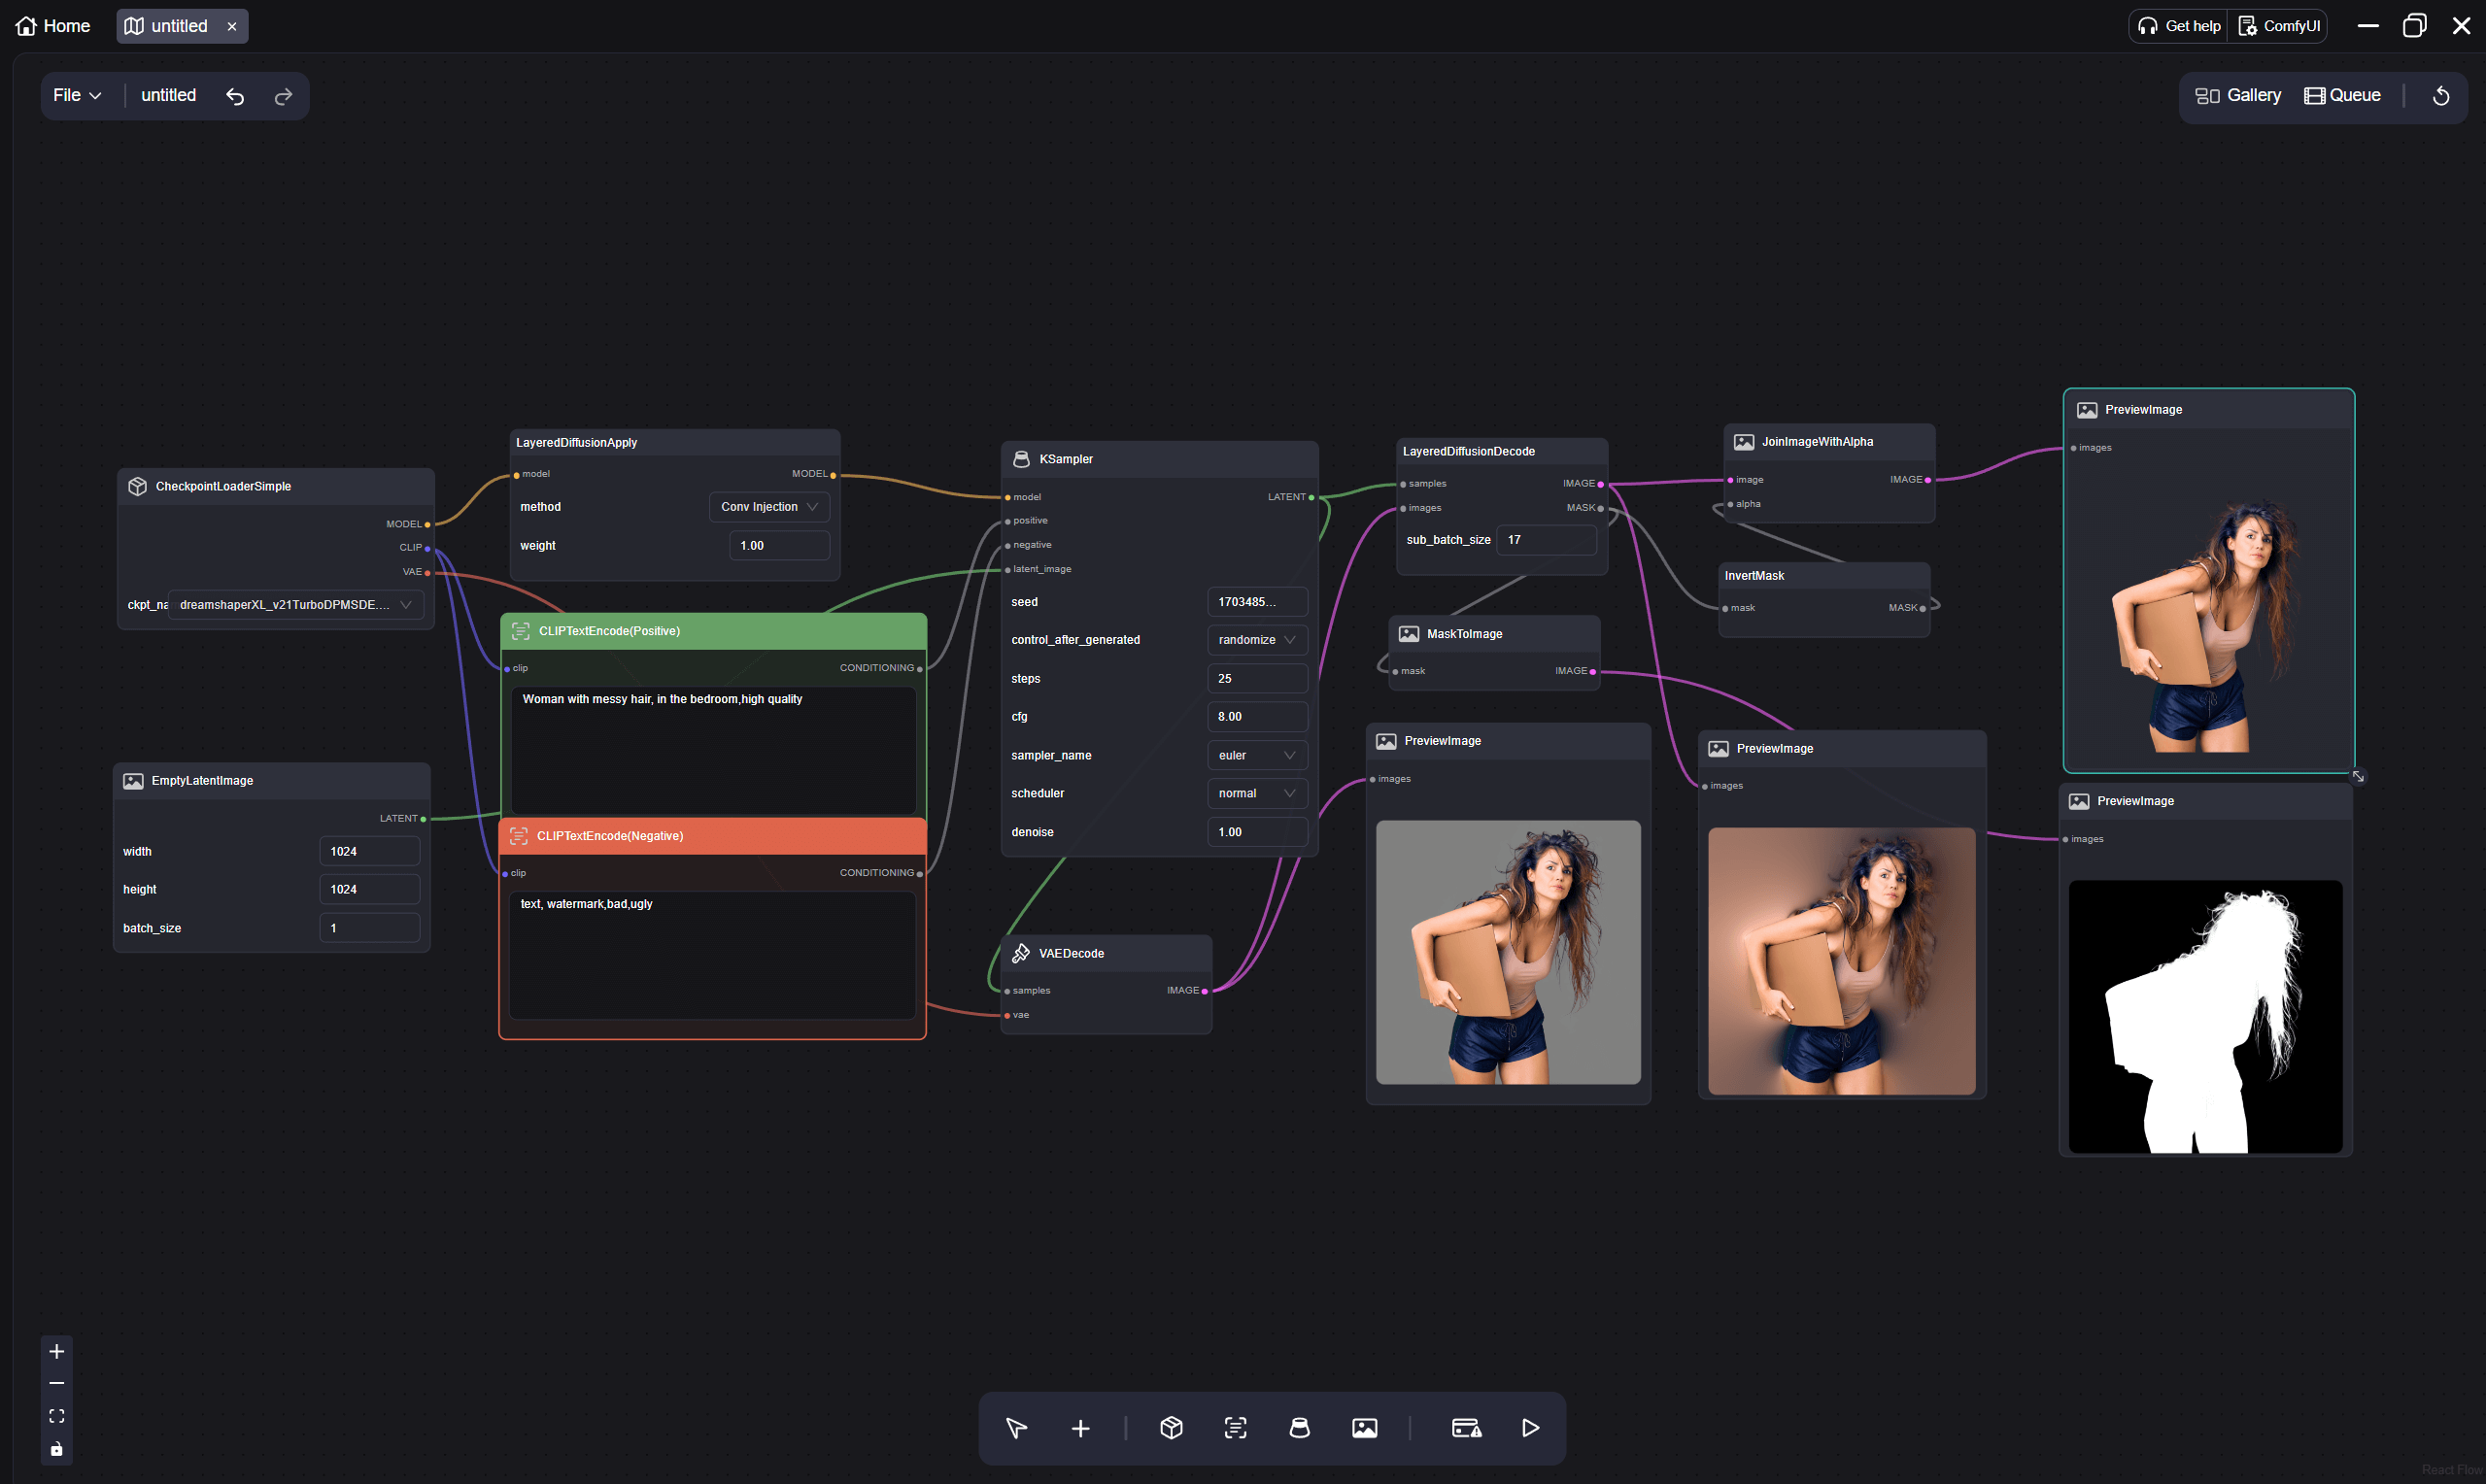 Home
untitled
Get help
ComfyUI
File
untitled
Gallery
Queue
CheckpointLoaderSimple
MODEL
CLIP
VAE
ckpt_na
dreamshaperXL_v21TurboDPMSDE....
EmptyLatentImage
LATENT
width
1024
height
1024
batch_size
1
LayeredDiffusionApply
model
MODEL
method
Conv Injection
weight
1.00
CLIPTextEncode(Positive)
clip
CONDITIONING
Woman with messy hair, in the bedroom,high quality
CLIPTextEncode(Negative)
clip
CONDITIONING
text, watermark,bad,ugly
KSampler
model
LATENT
positive
negative
latent_image
seed
1703485...
control_after_generated
randomize
steps
25
cfg
8.00
sampler_name
euler
scheduler
normal
denoise
1.00
VAEDecode
samples
IMAGE
vae
LayeredDiffusionDecode
samples
IMAGE
images
MASK
sub_batch_size
17
MaskToImage
mask
IMAGE
PreviewImage
images
JoinImageWithAlpha
image
IMAGE
alpha
InvertMask
mask
MASK
PreviewImage
images
PreviewImage
images
PreviewImage
images
React Flow